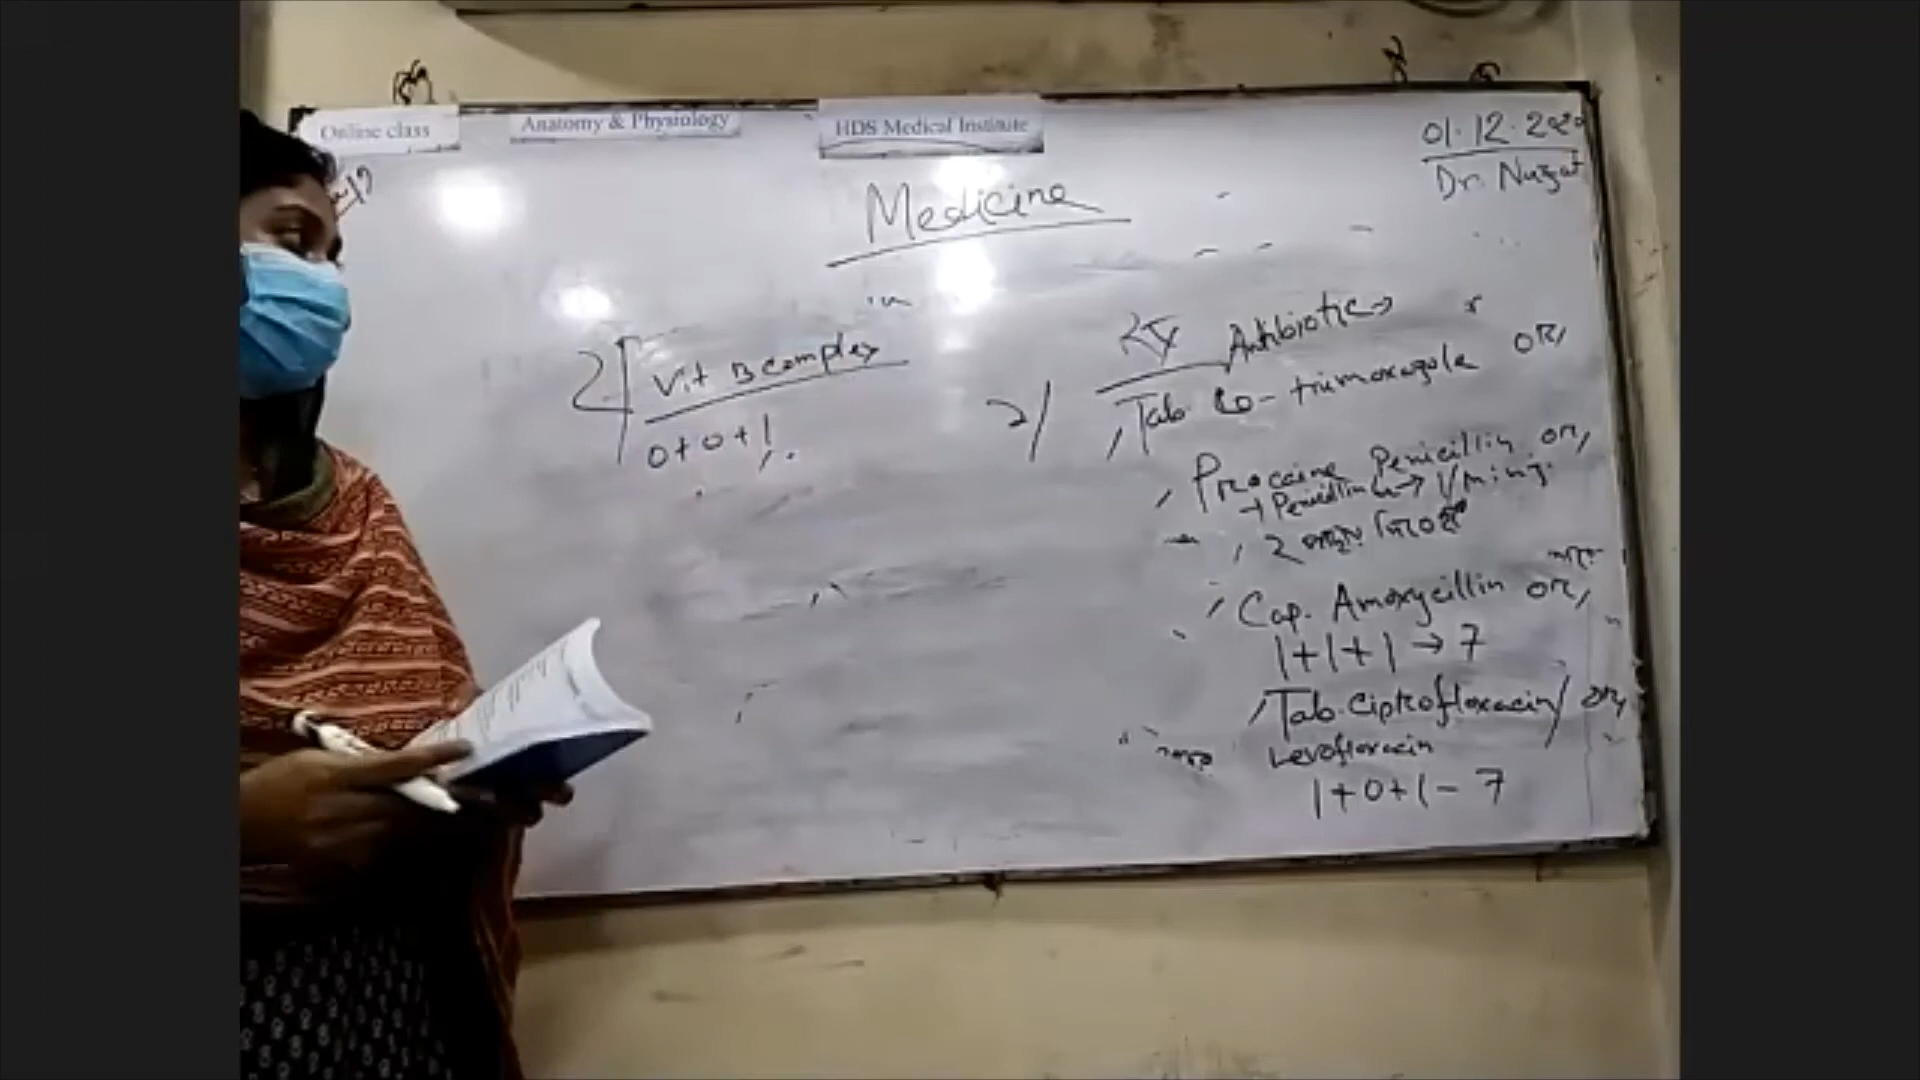 Online class
Anatomy & Physiology
HDS Medical Institute
01.12.2020
Dr. Nuzat
Medicine
Vit B complex
0+0+1
Rx Antibiotic →
Tab. Co-trimoxazole OR,
Procaine Penicillin OR,
+ Penicillin
Cap. Amoxycillin OR,
1+1+1 → 7
Tab. Ciprofloxacin/ OR,
Levofloxacin
1+0+1 – 7